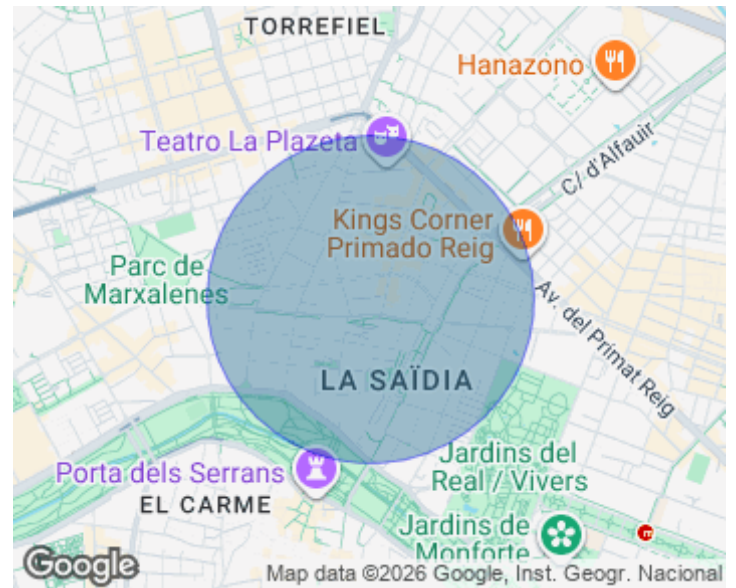 TORREFIEL
Hanazono
Teatro La Plazeta
C/ d'Alfauir
Kings Corner
Primado Reig
Parc de
Marxalenes
Av. del Primat Reig
LA SAÏDIA
Jardins del
Real / Vivers
Porta dels Serrans
EL CARME
Jardins de
Monforte
Google
Map data ©2026 Google, Inst. Geogr. Nacional